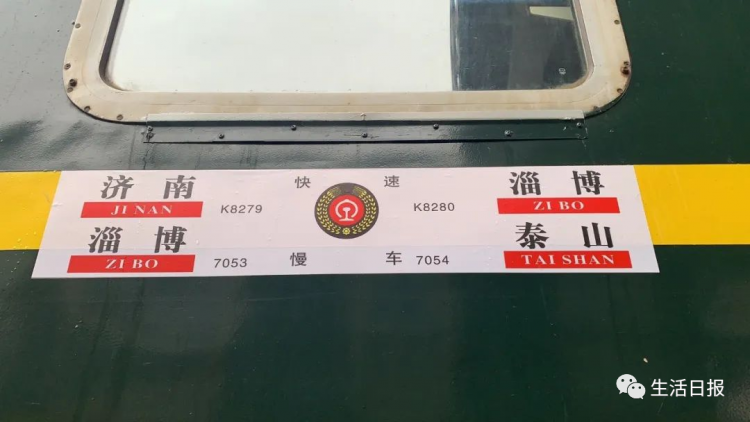 济南 快速 淄博
JI NAN K8279 K8280 ZI BO
淄博 慢车 泰山
ZI BO 7053 7054 TAI SHAN
生活日报